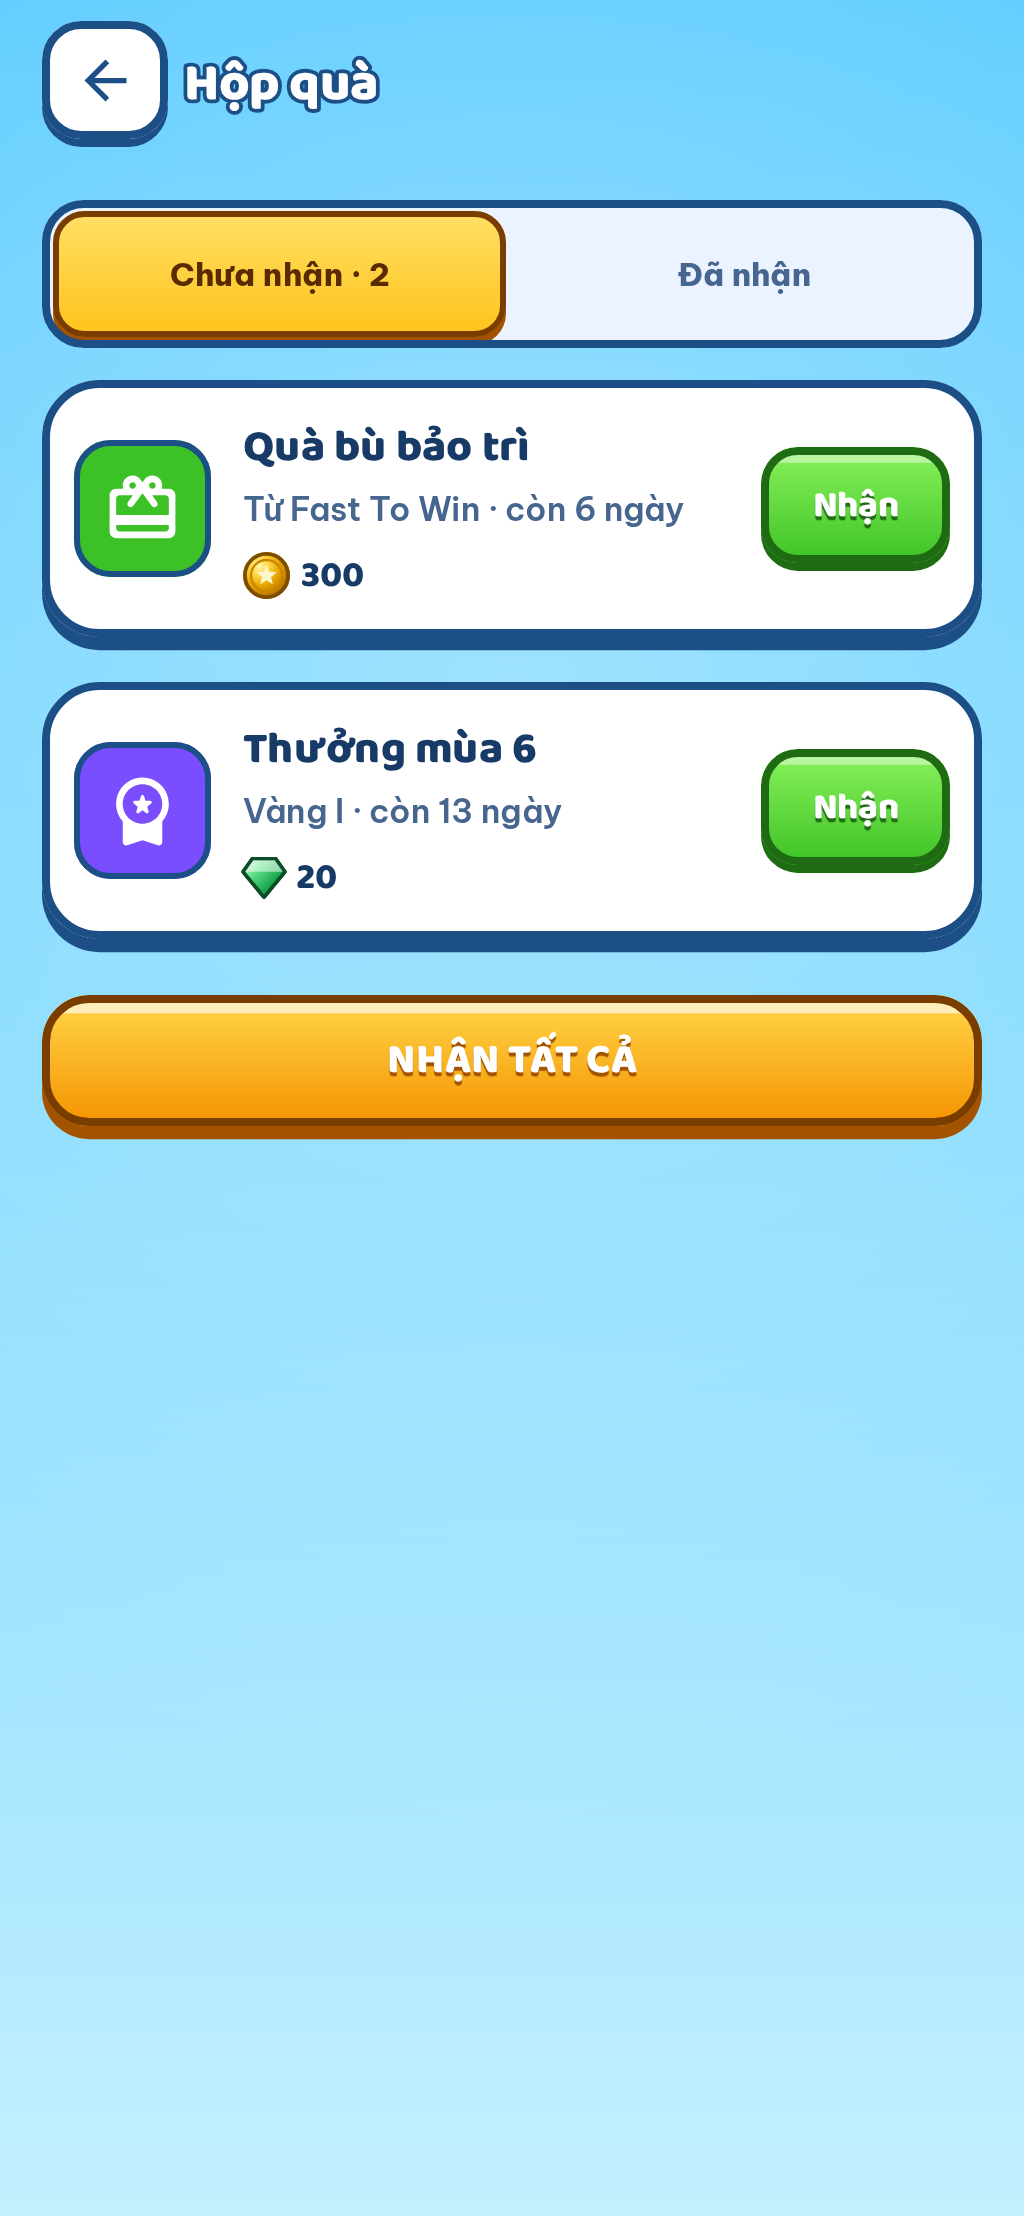 Hộp quà
Chưa nhận · 2
Đã nhận
Quà bù bảo trì
Từ Fast To Win · còn 6 ngày
300
Nhận
Thưởng mùa 6
Vàng I · còn 13 ngày
20
Nhận
NHẬN TẤT CẢ